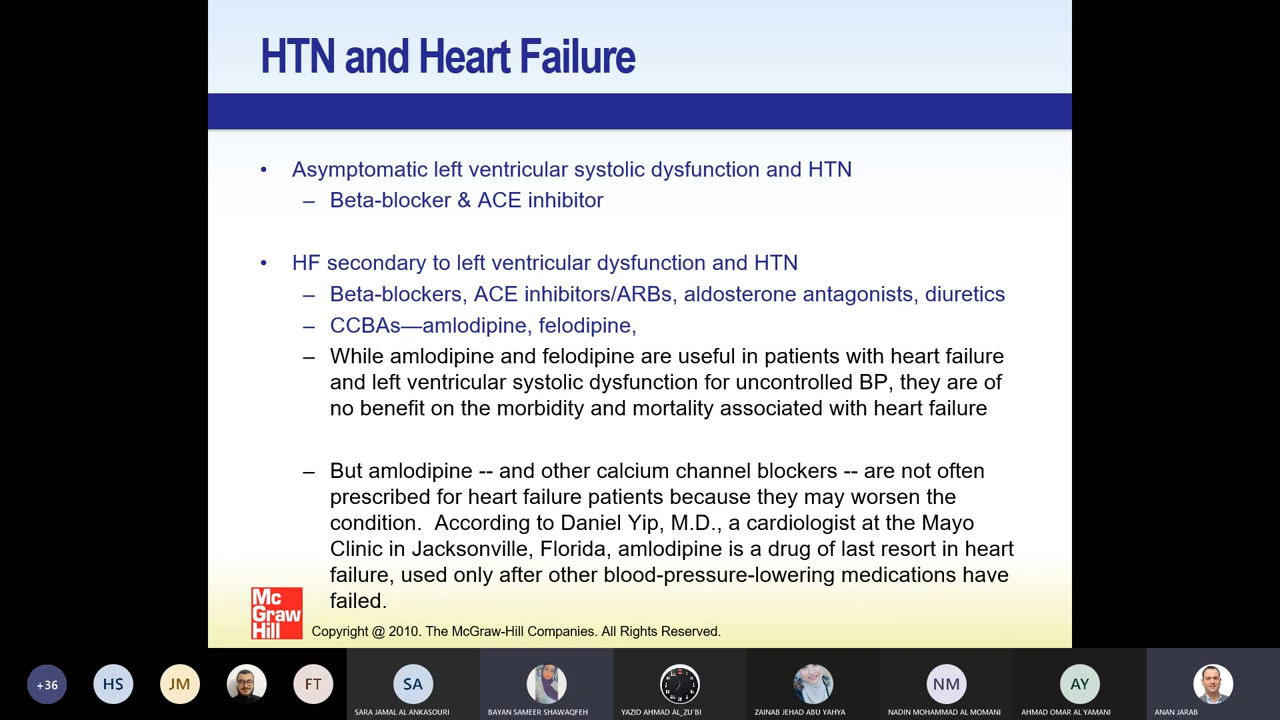 HTN and Heart Failure
• Asymptomatic left ventricular systolic dysfunction and HTN
– Beta-blocker & ACE inhibitor
• HF secondary to left ventricular dysfunction and HTN
– Beta-blockers, ACE inhibitors/ARBs, aldosterone antagonists, diuretics
– CCBAs—amlodipine, felodipine,
– While amlodipine and felodipine are useful in patients with heart failure
and left ventricular systolic dysfunction for uncontrolled BP, they are of
no benefit on the morbidity and mortality associated with heart failure
– But amlodipine -- and other calcium channel blockers -- are not often
prescribed for heart failure patients because they may worsen the
condition.  According to Daniel Yip, M.D., a cardiologist at the Mayo
Clinic in Jacksonville, Florida, amlodipine is a drug of last resort in heart
failure, used only after other blood-pressure-lowering medications have
failed.
Mc
Graw
Hill
Copyright @ 2010. The McGraw-Hill Companies. All Rights Reserved.
+36
HS
JM
FT
SA
NM
AY
SARA JAMAL AL ANKASOURI
BAYAN SAMEER SHAWAQFEH
YAZID AHMAD AL_ZU'BI
ZAINAB JEHAD ABU YAHYA
NADIN MOHAMMAD AL MOMANI
AHMAD OMAR AL YAMANI
ANAN JARAB